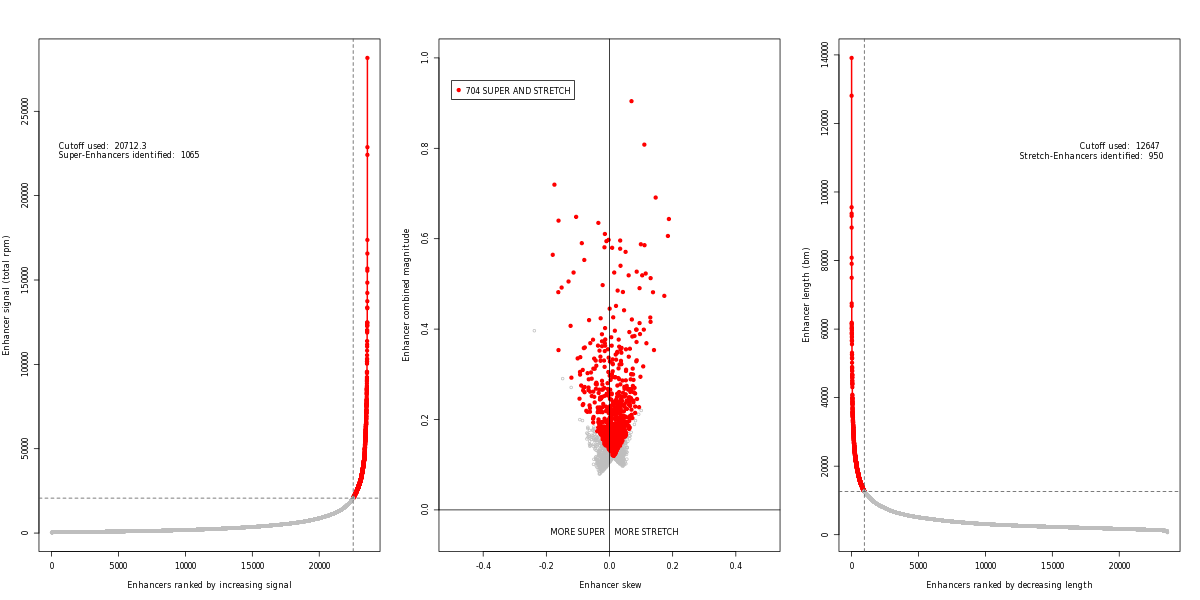 Enhancer signal (total rpm)
0
50000
100000
150000
200000
250000
Cutoff used: 20712.3
Super-Enhancers identified: 1065
0
5000
10000
15000
20000
Enhancers ranked by increasing signal
Enhancer combined magnitude
0.0
0.2
0.4
0.6
0.8
1.0
704 SUPER AND STRETCH
MORE SUPER
MORE STRETCH
-0.4
-0.2
0.0
0.2
0.4
Enhancer skew
Enhancer length (bm)
0
20000
40000
60000
80000
100000
120000
140000
Cutoff used: 12647
Stretch-Enhancers identified: 950
0
5000
10000
15000
20000
Enhancers ranked by decreasing length